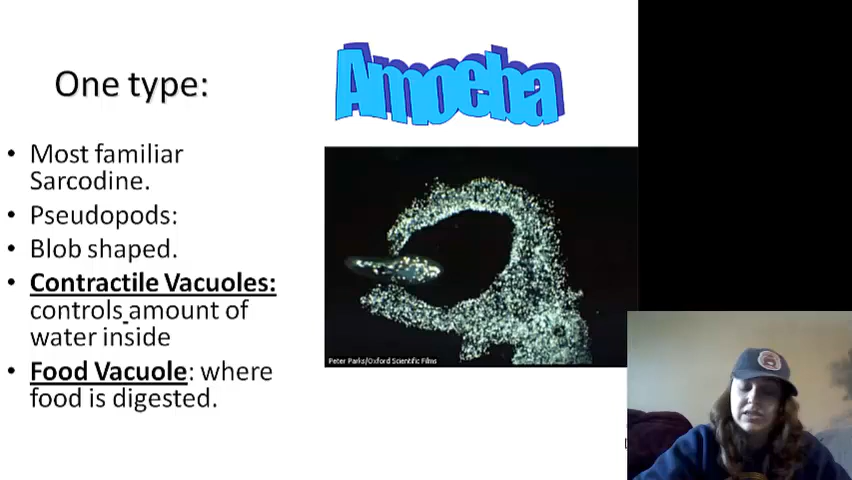 One type:
Amoeba
• Most familiar
Sarcodine.
• Pseudopods:
• Blob shaped.
• Contractile Vacuoles:
controls amount of
water inside
• Food Vacuole: where
food is digested.
Peter Parks/Oxford Scientific Films